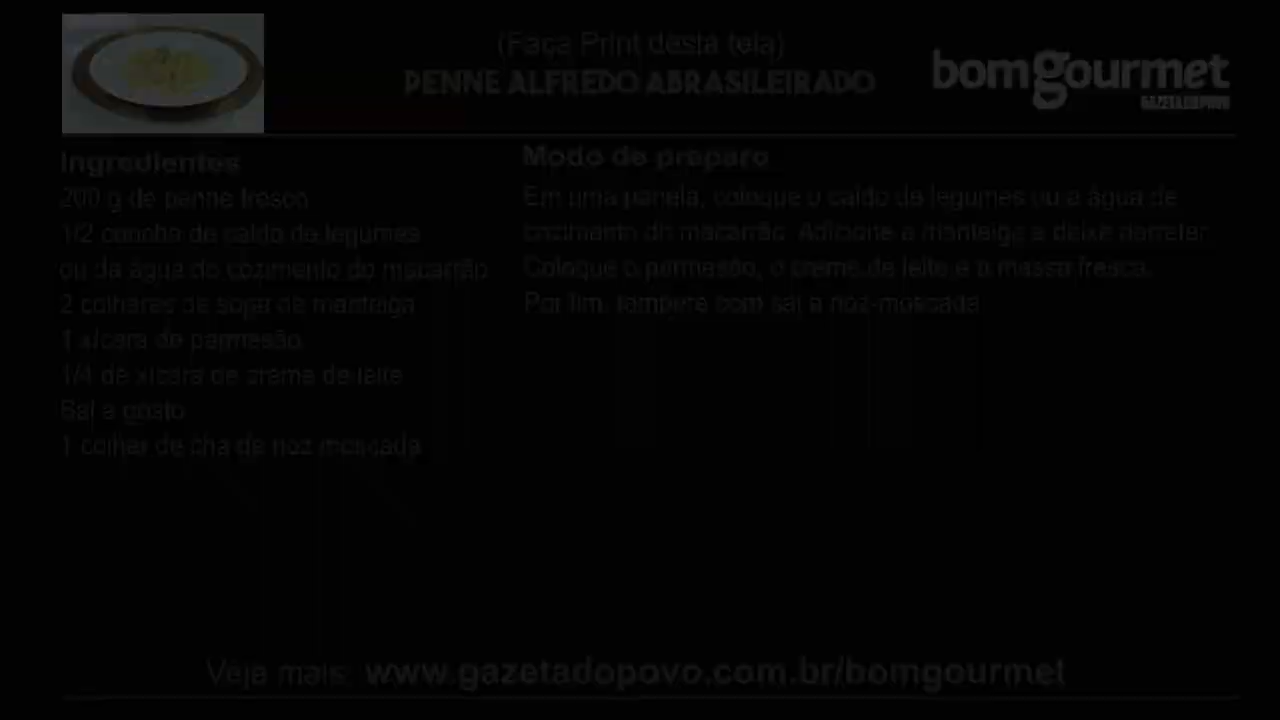 (Faça Print desta tela)
PENNE ALFREDO ABRASILEIRADO
bomgourmet
GAZETA DO POVO
Ingredientes
200 g de penne fresco
1/2 concha de caldo de legumes
ou da água do cozimento do macarrão
2 colheres de sopa de manteiga
1 xícara de parmesão
1/4 de xícara de creme de leite
Sal a gosto
1 colher de chá de noz moscada
Modo de preparo
Em uma panela, coloque o caldo de legumes ou a água de
cozimento do macarrão. Adicione a manteiga e deixe derreter.
Coloque o parmesão, o creme de leite e a massa fresca.
Por fim, tempere com sal e noz-moscada
Veja mais: www.gazetadopovo.com.br/bomgourmet